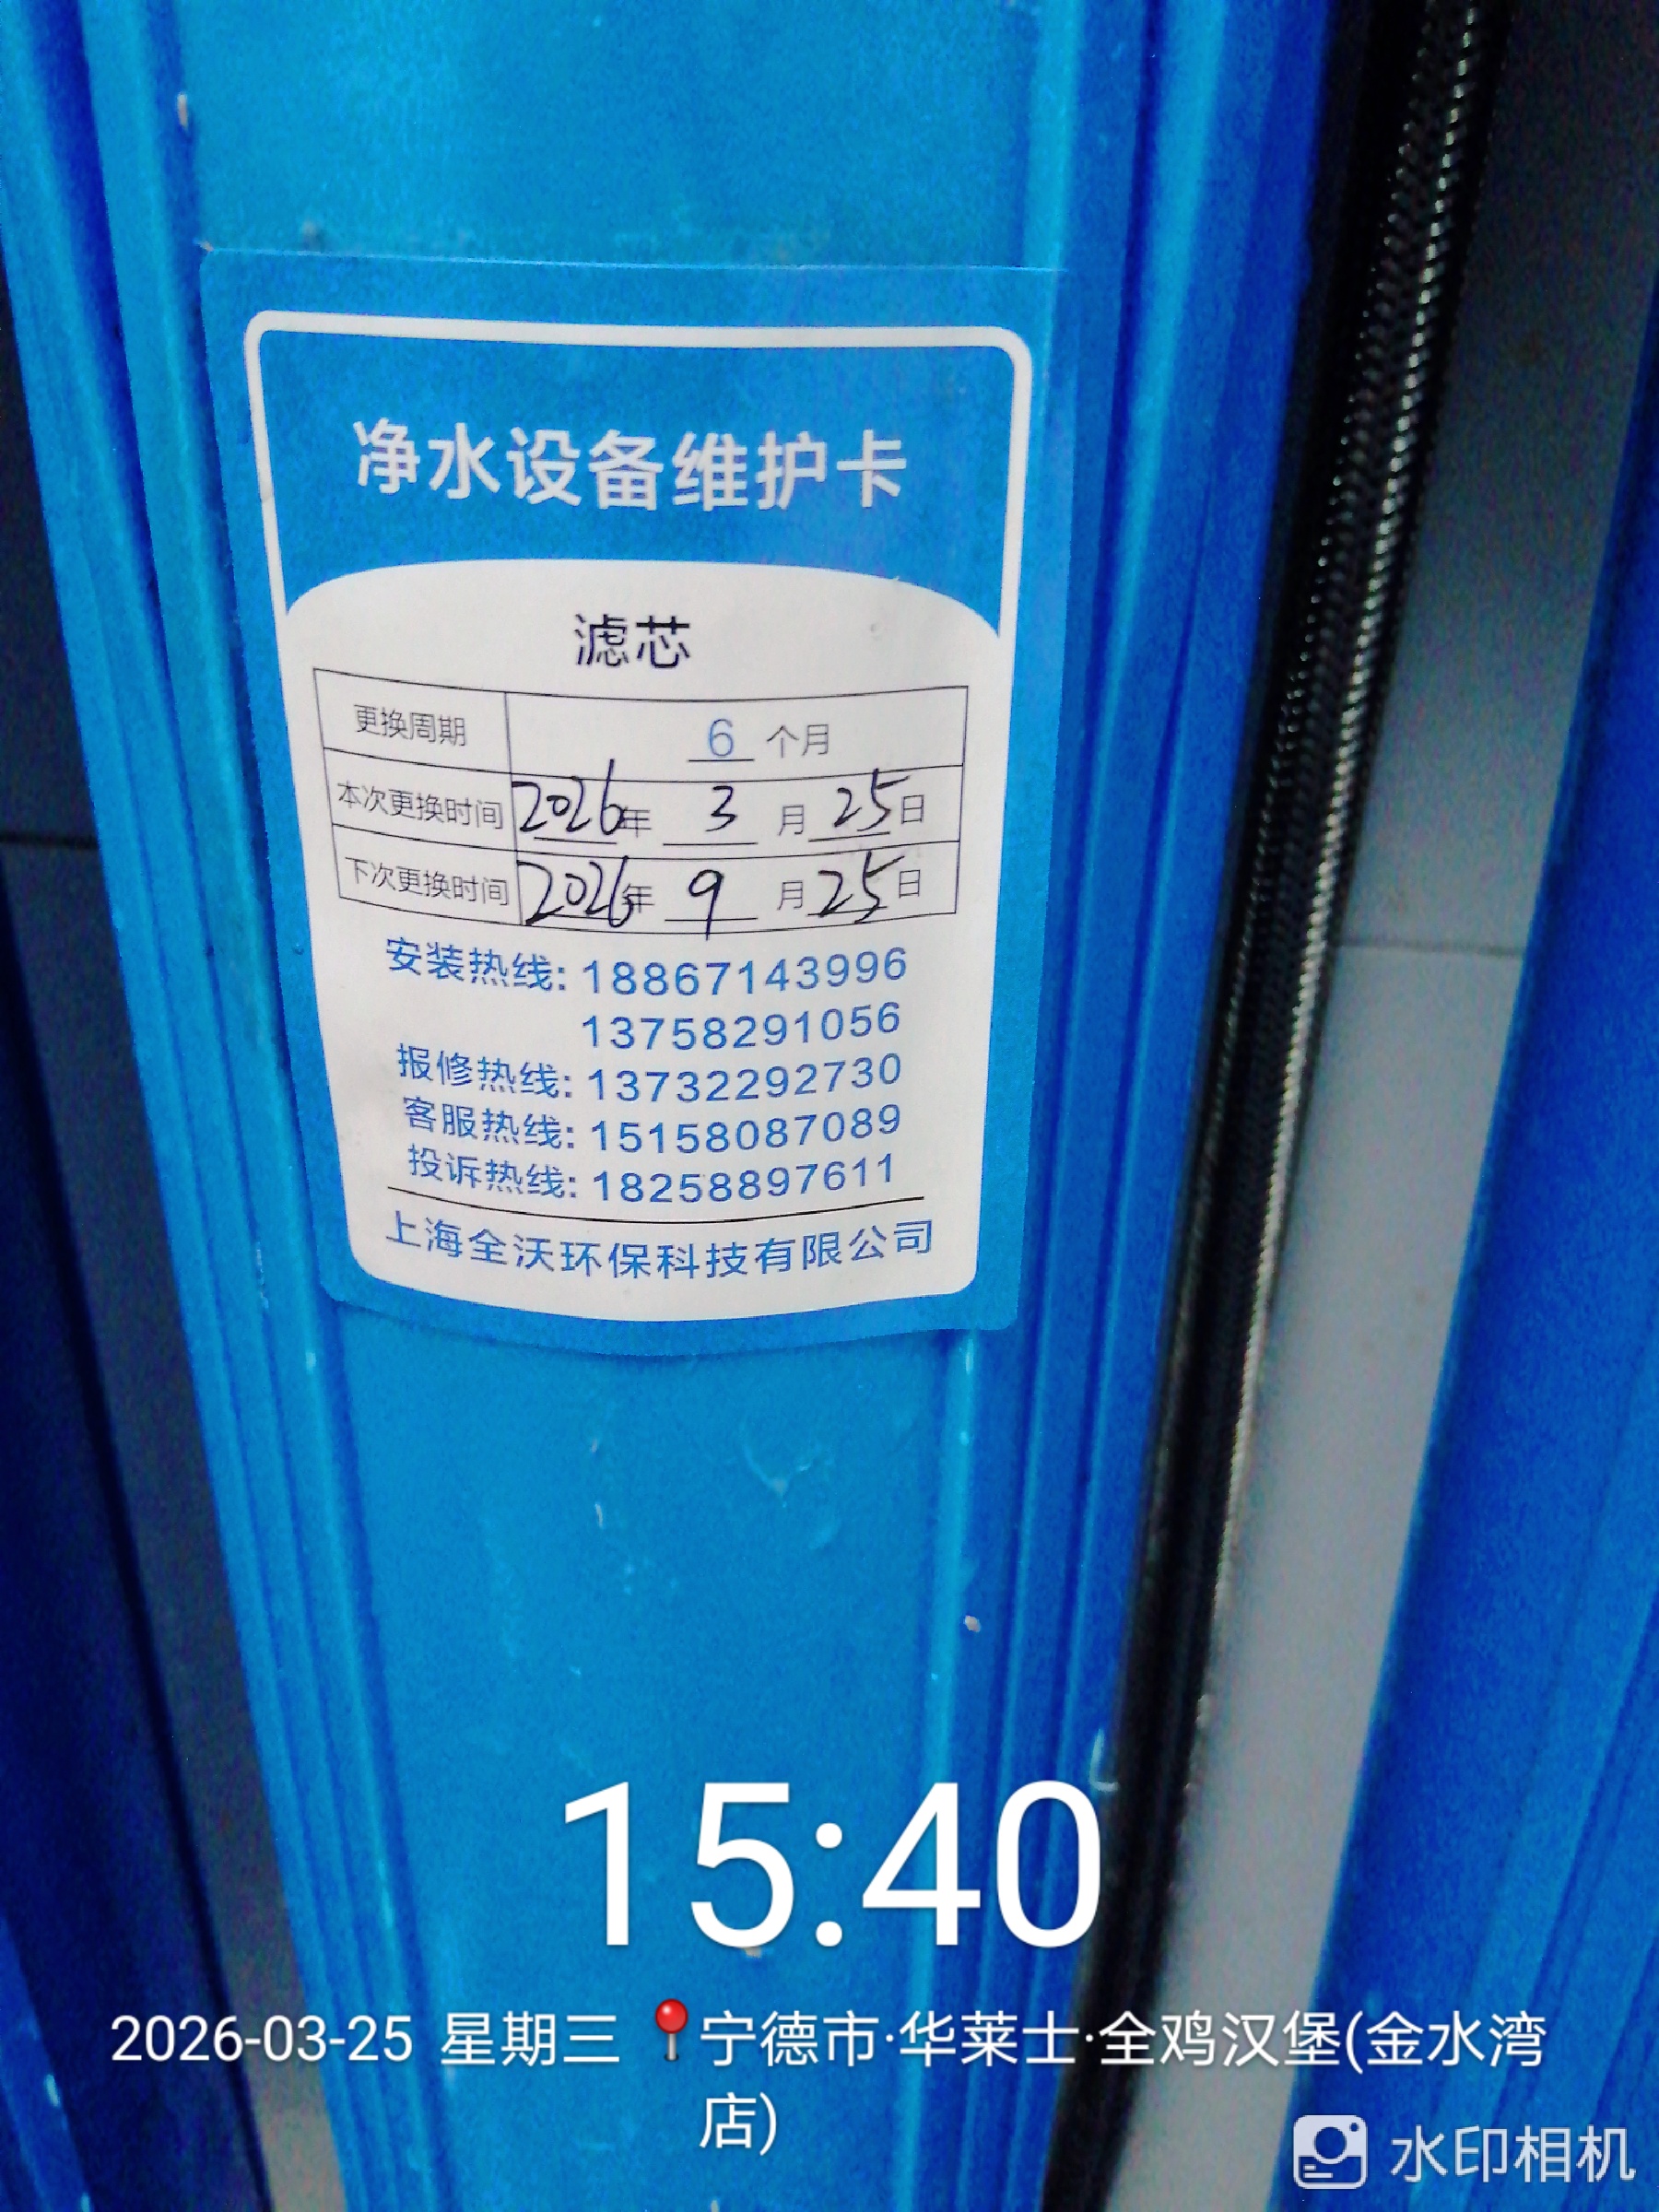 净水设备维护卡
滤芯
更换周期 6 个月
本次更换时间 2026年 3 月 25日
下次更换时间 2026年 9 月 25日
安装热线: 18867143996
13758291056
报修热线: 13732292730
客服热线: 15158087089
投诉热线: 18258897611
上海全沃环保科技有限公司
15:40
2026-03-25 星期三 📍宁德市·华莱士·全鸡汉堡(金水湾
店)
水印相机